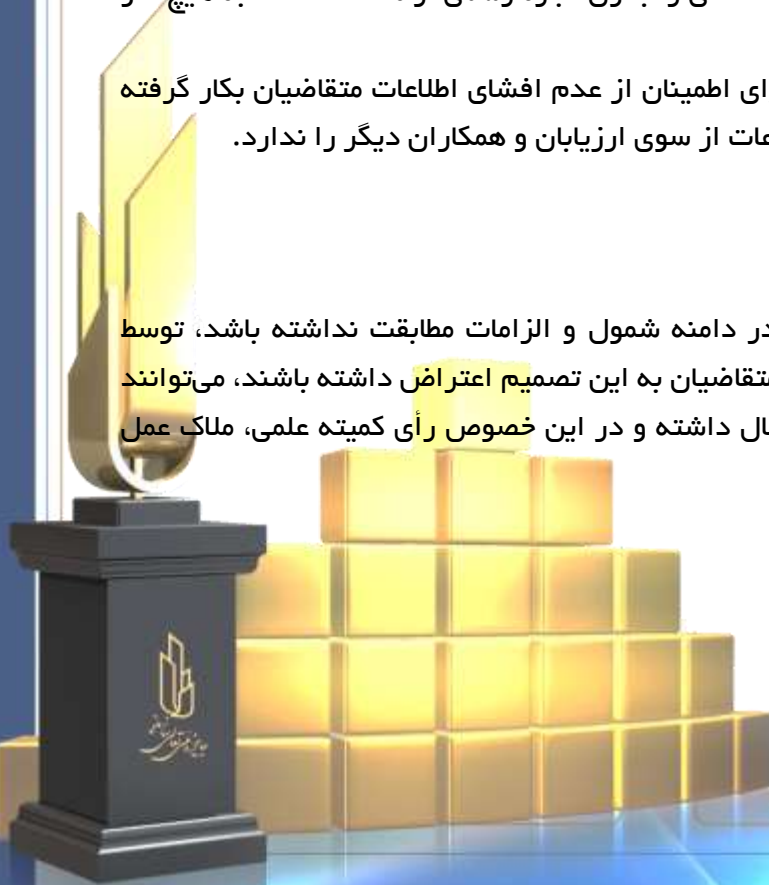 ای اطمینان از عدم افشای اطلاعات متقاضیان بکار گرفته
عات از سوی ارزیابان و همکاران دیگر را ندارد.
در دامنه شمول و الزامات مطابقت نداشته باشد، توسط
متقاضیان به این تصمیم اعتراض داشته باشند، می‌توانند
ال داشته و در این خصوص رأی کمیته علمی، ملاک عمل